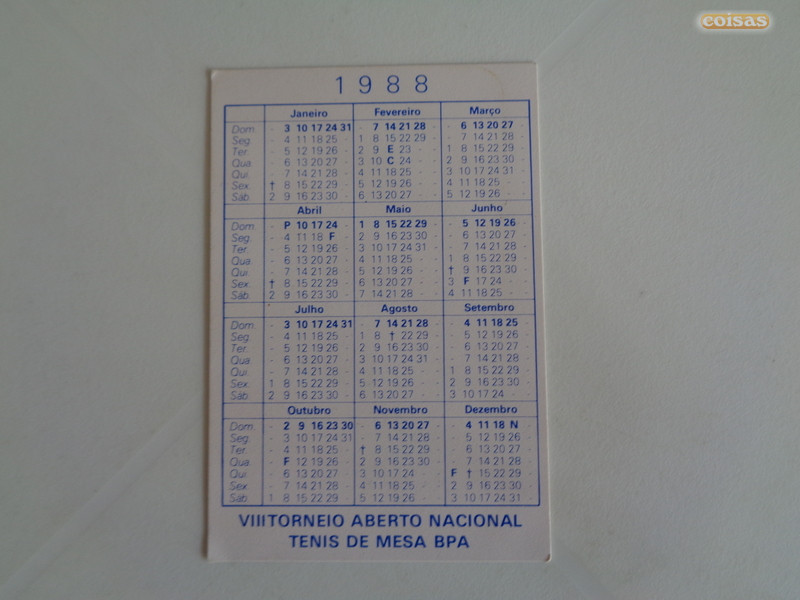 coisas
1988
Janeiro Fevereiro Março
Dom. - 3 10 17 24 31 - 7 14 21 28 - 6 13 20 27 -
Seg. - 4 11 18 25 - 1 8 15 22 29 - 7 14 21 28 -
Ter. - 5 12 19 26 - 2 9 E 23 - 1 8 15 22 29 -
Qua. - 6 13 20 27 - 3 10 C 24 - 2 9 16 23 30 -
Qui. - 7 14 21 28 - 4 11 18 25 - 3 10 17 24 31 -
Sex. † 8 15 22 29 - 5 12 19 26 - 4 11 18 25 - -
Sáb. 2 9 16 23 30 - 6 13 20 27 - 5 12 19 26 - -
Abril Maio Junho
Dom. - P 10 17 24 - 1 8 15 22 29 - 5 12 19 26 -
Seg. - 4 11 18 F - 2 9 16 23 30 - 6 13 20 27 -
Ter. - 5 12 19 26 - 3 10 17 24 31 - 7 14 21 28 -
Qua. - 6 13 20 27 - 4 11 18 25 - 1 8 15 22 29 -
Qui. - 7 14 21 28 - 5 12 19 26 - † 9 16 23 30 -
Sex. † 8 15 22 29 - 6 13 20 27 - 3 F 17 24 - -
Sáb. 2 9 16 23 30 - 7 14 21 28 - 4 11 18 25 - -
Julho Agosto Setembro
Dom. - 3 10 17 24 31 - 7 14 21 28 - 4 11 18 25 -
Seg. - 4 11 18 25 - 1 8 † 22 29 - 5 12 19 26 -
Ter. - 5 12 19 26 - 2 9 16 23 30 - 6 13 20 27 -
Qua. - 6 13 20 27 - 3 10 17 24 31 - 7 14 21 28 -
Qui. - 7 14 21 28 - 4 11 18 25 - 1 8 15 22 29 -
Sex. 1 8 15 22 29 - 5 12 19 26 - 2 9 16 23 30 -
Sáb. 2 9 16 23 30 - 6 13 20 27 - 3 10 17 24 - -
Outubro Novembro Dezembro
Dom. - 2 9 16 23 30 - 6 13 20 27 - 4 11 18 N
Seg. - 3 10 17 24 31 - 7 14 21 28 - 5 12 19 26
Ter. - 4 11 18 25 - † 8 15 22 29 - 6 13 20 27
Qua. - F 12 19 26 - 2 9 16 23 30 - 7 14 21 28
Qui. - 6 13 20 27 - 3 10 17 24 - F † 15 22 29
Sex. - 7 14 21 28 - 4 11 18 25 - 2 9 16 23 30
Sáb. 1 8 15 22 29 - 5 12 19 26 - 3 10 17 24 31
VIII TORNEIO ABERTO NACIONAL
TENIS DE MESA BPA